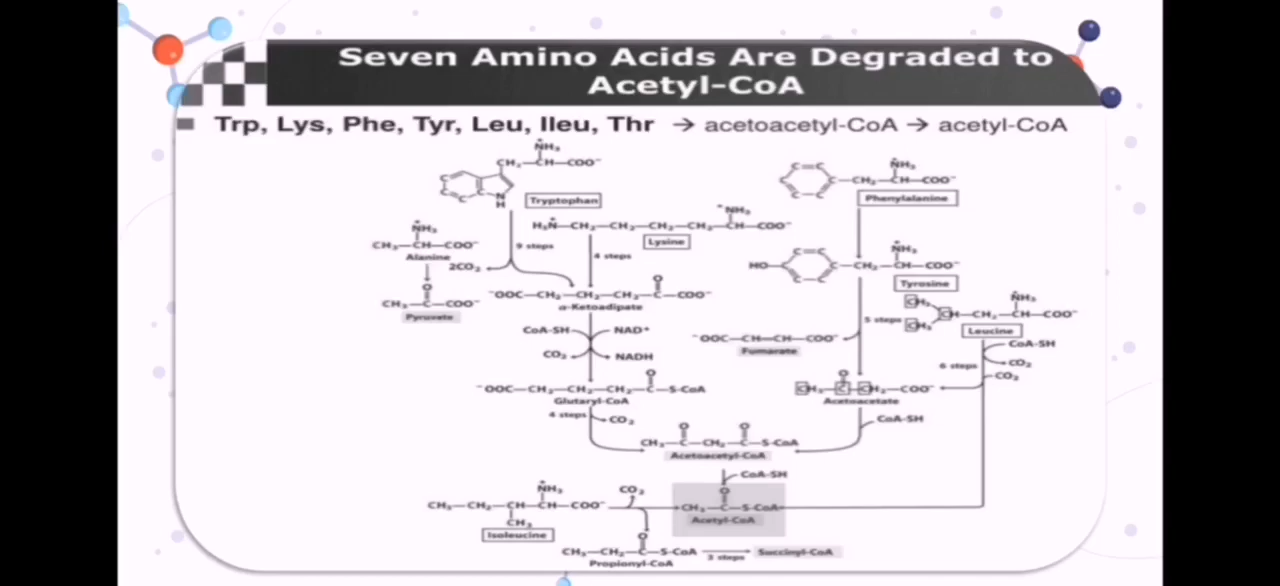 Seven Amino Acids Are Degraded to
Acetyl-CoA
Trp, Lys, Phe, Tyr, Leu, Ileu, Thr → acetoacetyl-CoA → acetyl-CoA
N̊H₃
CH₂—CH—COO⁻
N
H
Tryptophan
N̊H₃
CH₂—CH—COO⁻
Phenylalanine
⁺NH₃
H₃N—CH₂—CH₂—CH₂—CH₂—CH—COO⁻
Lysine
NH₃
CH₃—CH—COO⁻
Alanine
9 steps
4 steps
2CO₂
NH₃
HO
CH₂—CH—COO⁻
Tyrosine
O
CH₃—C—COO⁻
Pyruvate
O
⁻OOC—CH₂—CH₂—CH₂—C—COO⁻
α-Ketoadipate
CH₃
NH₃
CH—CH₂—CH—COO⁻
CH₃
Leucine
5 steps
CoA-SH
NAD⁺
CO₂
NADH
⁻OOC—CH=CH—COO⁻
Fumarate
CoA-SH
CO₂
6 steps
CO₂
O
⁻OOC—CH₂—CH₂—CH₂—C—S-CoA
Glutaryl-CoA
O
CH₃—C—CH₂—COO⁻
Acetoacetate
4 steps
CO₂
CoA-SH
O O
CH₃—C—CH₂—C—S-CoA
Acetoacetyl-CoA
CoA-SH
NH₃
CH₃—CH₂—CH—CH—COO⁻
CH₃
Isoleucine
CO₂
O
CH₃—C—S-CoA
Acetyl-CoA
O
CH₃—CH₂—C—S-CoA
Propionyl-CoA
3 steps
Succinyl-CoA